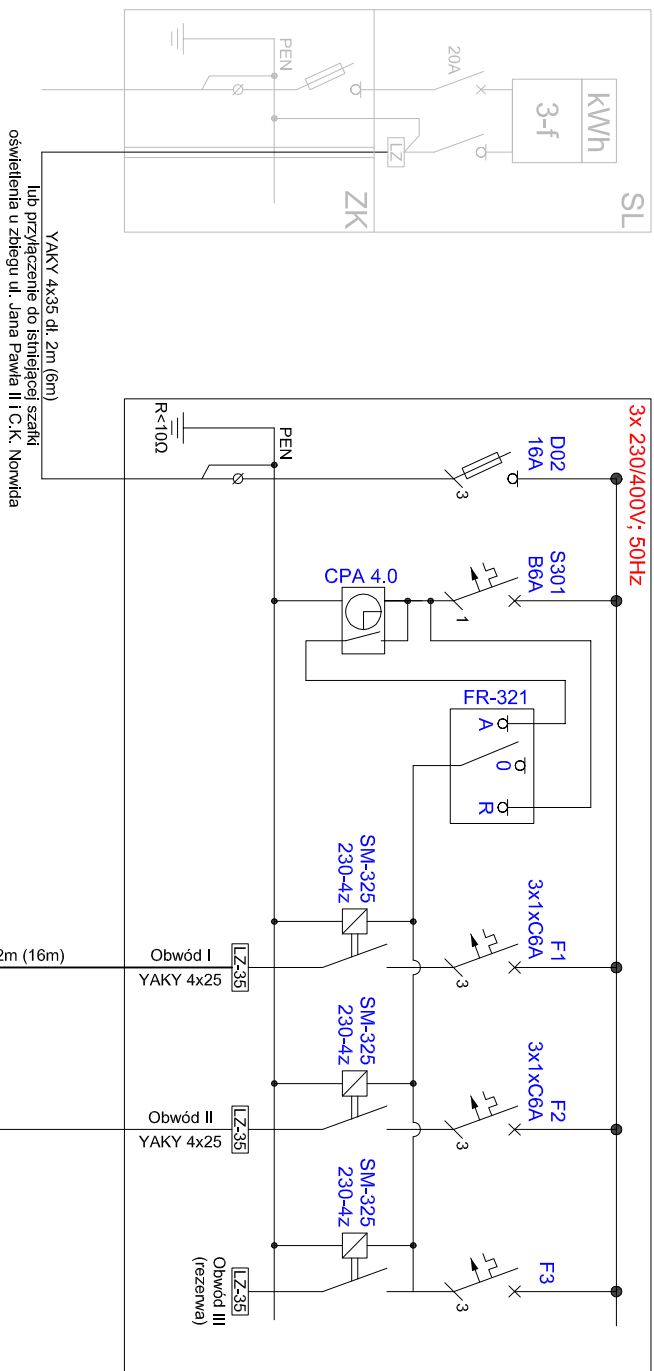 SL
kWh
3-f
20A
PEN
LZ
ZK
YAKY 4x35 dł. 2m (6m)
lub przyłączenie do istniejącej szafki
oświetlenia u zbiegu ul. Jana Pawła II i C.K. Norwida
3x 230/400V; 50Hz
D02
16A
3
PEN
R<10Ω
S301
B6A
1
CPA 4.0
FR-321
A
0
R
F1
3x1xC6A
3
SM-325
230-4z
LZ-35
Obwód I
YAKY 4x25
2m (16m)
F2
3x1xC6A
3
SM-325
230-4z
LZ-35
Obwód II
YAKY 4x25
F3
3
SM-325
230-4z
LZ-35
Obwód III
(rezerwa)